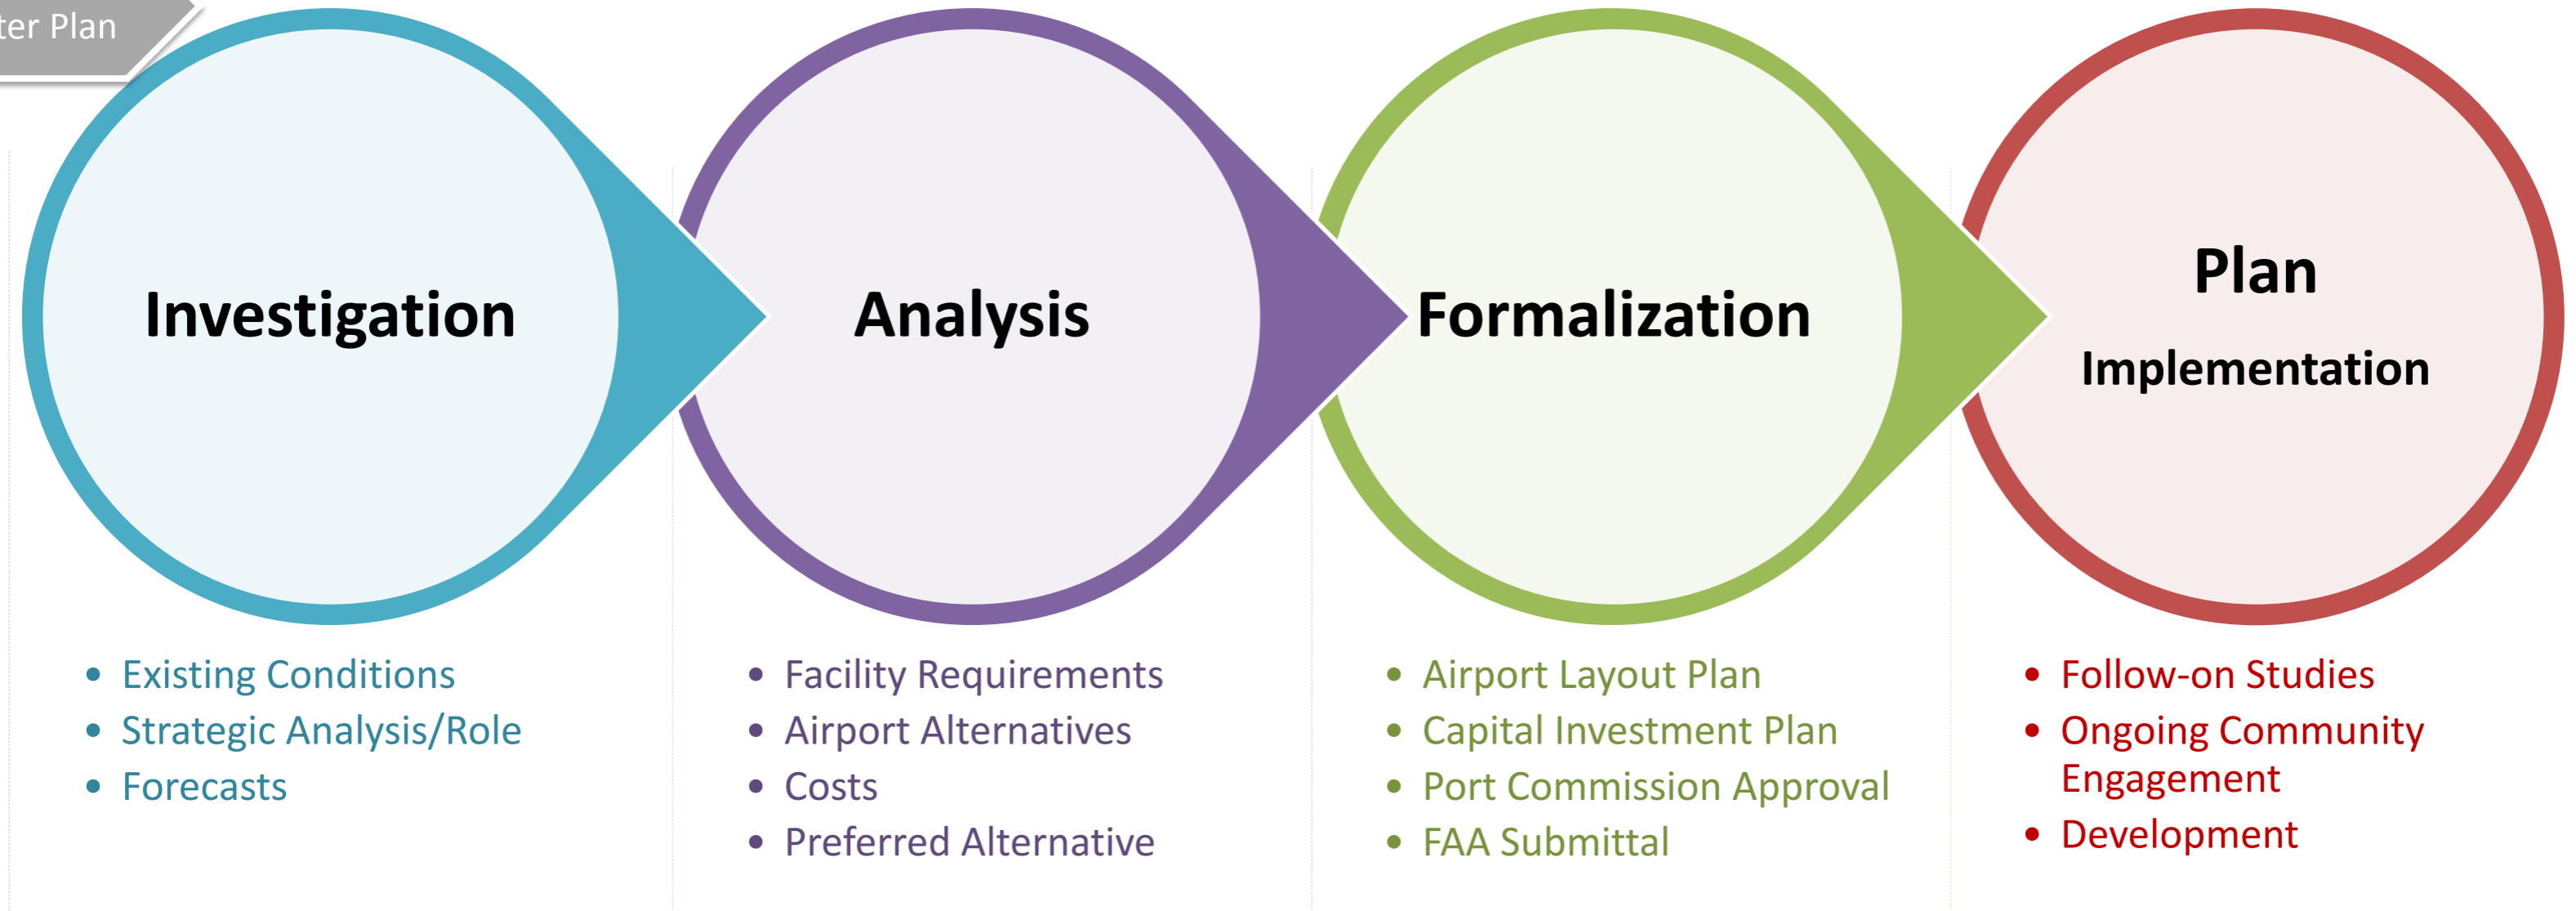 ter Plan
Investigation
Analysis
Formalization
Plan
Implementation
• Existing Conditions
• Strategic Analysis/Role
• Forecasts
• Facility Requirements
• Airport Alternatives
• Costs
• Preferred Alternative
• Airport Layout Plan
• Capital Investment Plan
• Port Commission Approval
• FAA Submittal
• Follow-on Studies
• Ongoing Community
Engagement
• Development